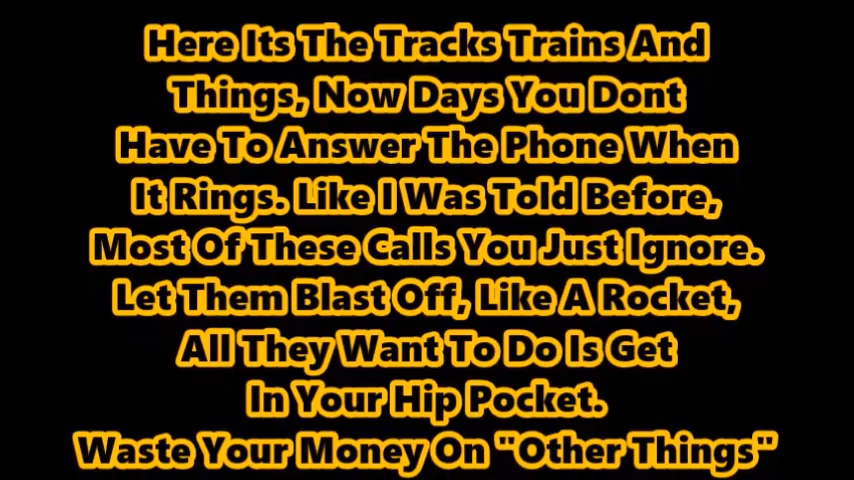 Here Its The Tracks Trains And
Things, Now Days You Dont
Have To Answer The Phone When
It Rings. Like I Was Told Before,
Most Of These Calls You Just Ignore.
Let Them Blast Off, Like A Rocket,
All They Want To Do Is Get
In Your Hip Pocket.
Waste Your Money On "Other Things"